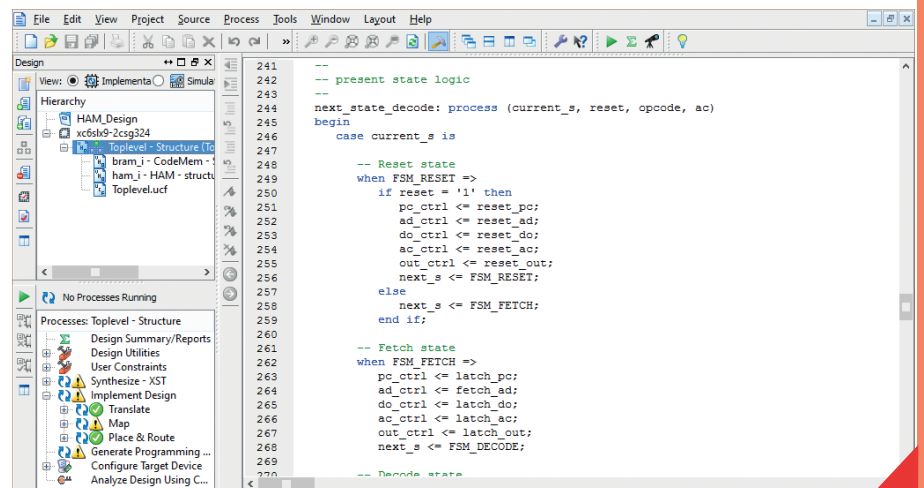 File Edit View Project Source Process Tools Window Layout Help
Design
View: Implementa Simula
Hierarchy
HAM_Design
xc6slx9-2csg324
Toplevel - Structure (To
bram_i - CodeMem - S
ham_i - HAM - structu
Toplevel.ucf
No Processes Running
Processes: Toplevel - Structure
Design Summary/Reports
Design Utilities
User Constraints
Synthesize - XST
Implement Design
Translate
Map
Place & Route
Generate Programming ...
Configure Target Device
Analyze Design Using C...
241 --
242 -- present state logic
243 --
244 next_state_decode: process (current_s, reset, opcode, ac)
245 begin
246 case current_s is
247
248 -- Reset state
249 when FSM_RESET =>
250 if reset = '1' then
251 pc_ctrl <= reset_pc;
252 ad_ctrl <= reset_ad;
253 do_ctrl <= reset_do;
254 ac_ctrl <= reset_ac;
255 out_ctrl <= reset_out;
256 next_s <= FSM_RESET;
257 else
258 next_s <= FSM_FETCH;
259 end if;
260
261 -- Fetch state
262 when FSM_FETCH =>
263 pc_ctrl <= latch_pc;
264 ad_ctrl <= fetch_ad;
265 do_ctrl <= latch_do;
266 ac_ctrl <= latch_ac;
267 out_ctrl <= latch_out;
268 next_s <= FSM_DECODE;
269
270 -- Decode state